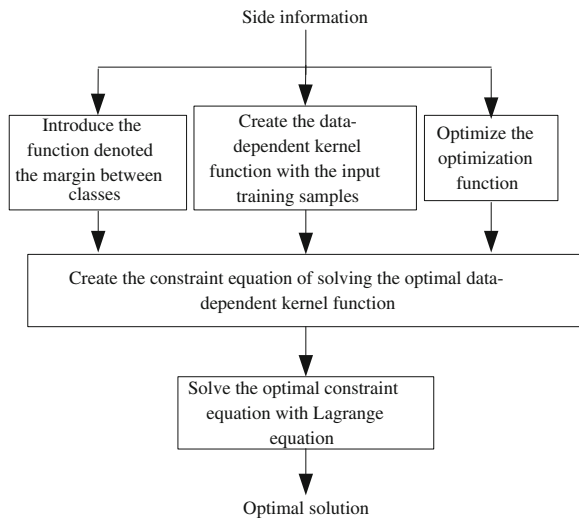 Side information
Introduce the
function denoted
the margin between
classes
Create the data-
dependent kernel
function with the input
training samples
Optimize the
optimization
function
Create the constraint equation of solving the optimal data-
dependent kernel function
Solve the optimal constraint
equation with Lagrange
equation
Optimal solution